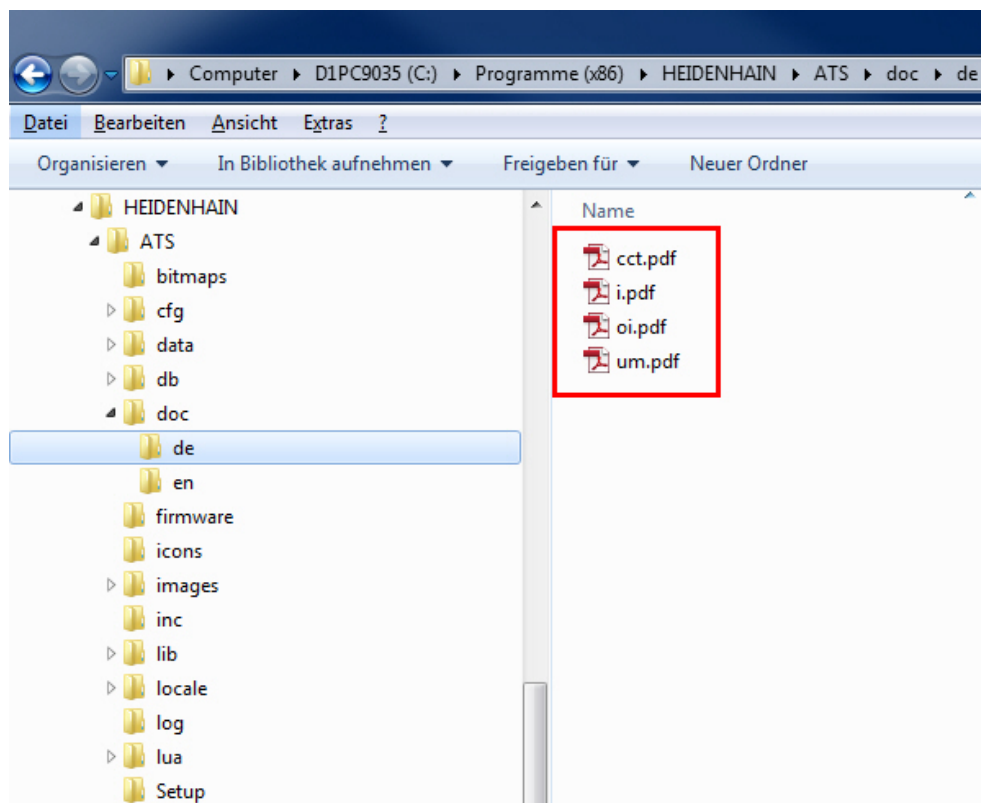 Computer ▸ D1PC9035 (C:) ▸ Programme (x86) ▸ HEIDENHAIN ▸ ATS ▸ doc ▸ de
Datei Bearbeiten Ansicht Extras ?
Organisieren In Bibliothek aufnehmen Freigeben für Neuer Ordner
HEIDENHAIN
ATS
bitmaps
cfg
data
db
doc
de
en
firmware
icons
images
inc
lib
locale
log
lua
Setup
Name
cct.pdf
i.pdf
oi.pdf
um.pdf